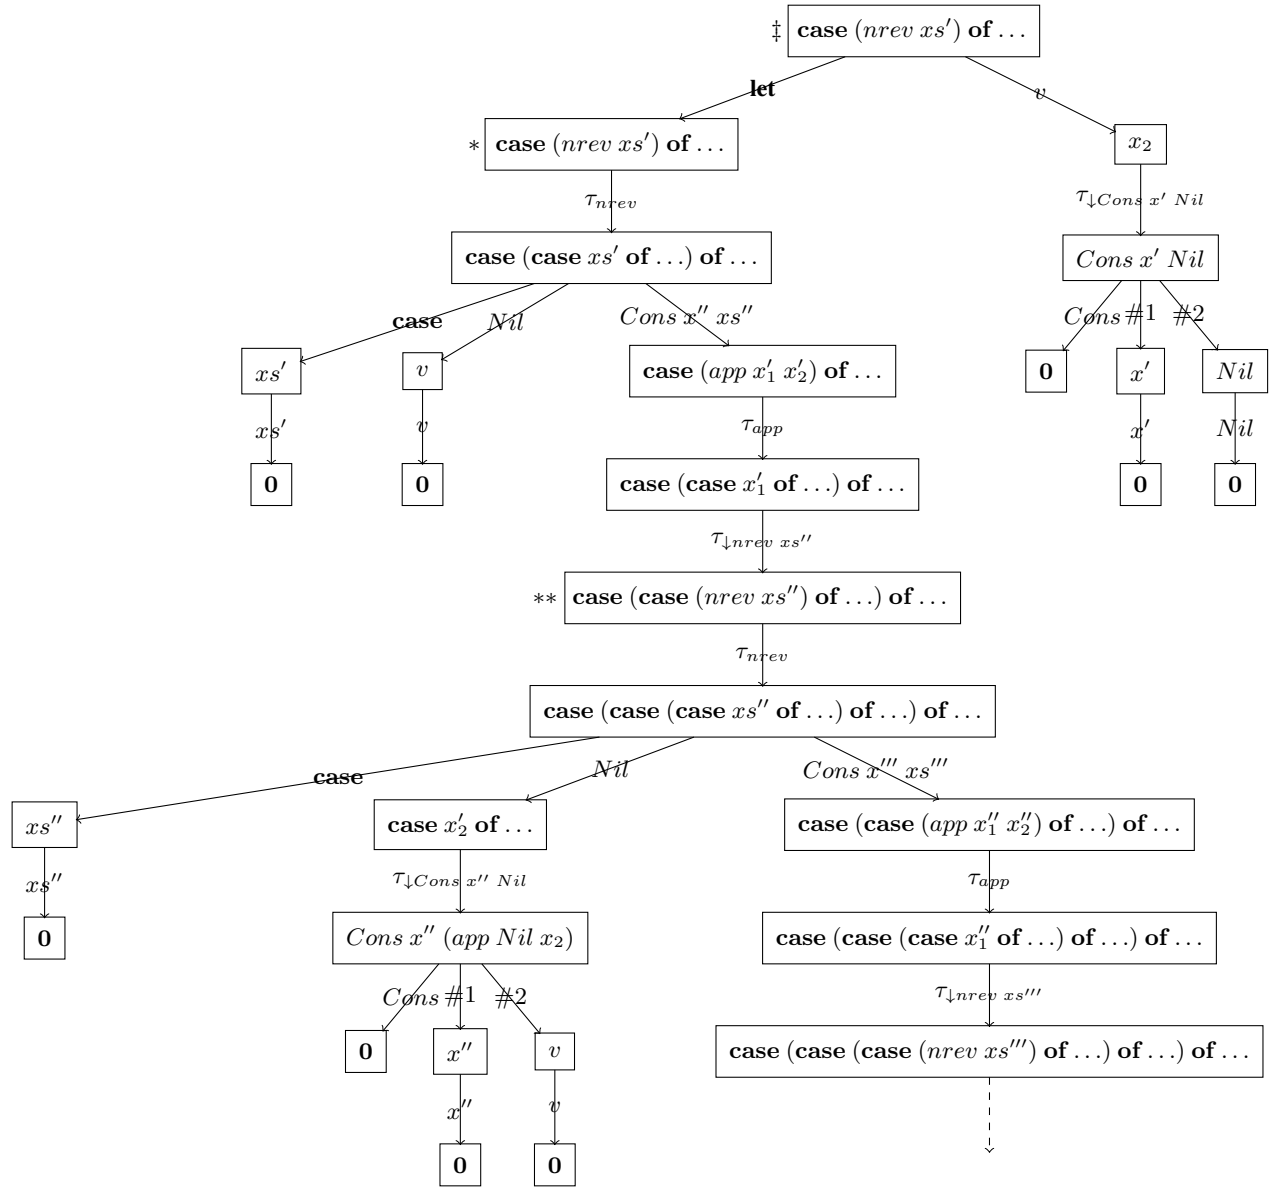 ‡ case (nrev xs′) of …
let v
∗ case (nrev xs′) of … x₂
τ_nrev τ_↓Cons x′ Nil
case (case xs′ of …) of … Cons x′ Nil
case Nil Cons x″ xs″ Cons #1 #2
xs′ v case (app x′₁ x′₂) of … 0 x′ Nil
xs′ v τ_app x′ Nil
0 0 case (case x′₁ of …) of … 0 0
τ_↓nrev xs″
∗∗ case (case (nrev xs″) of …) of …
τ_nrev
case (case (case xs″ of …) of …) of …
case Nil Cons x‴ xs‴
xs″ case x′₂ of … case (case (app x″₁ x″₂) of …) of …
xs″ τ_↓Cons x″ Nil τ_app
0 Cons x″ (app Nil x₂) case (case (case x″₁ of …) of …) of …
Cons #1 #2 τ_↓nrev xs‴
0 x″ v case (case (case (nrev xs‴) of …) of …) of …
x″ v
0 0